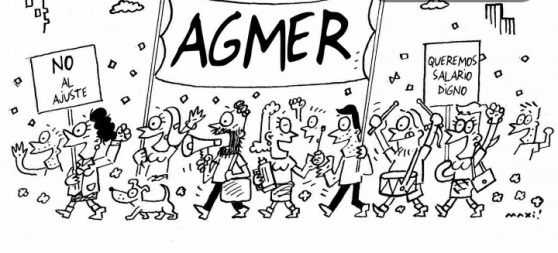 AGMER
NO
AL
AJUSTE
QUEREMOS
SALARIO
DIGNO
maxi!